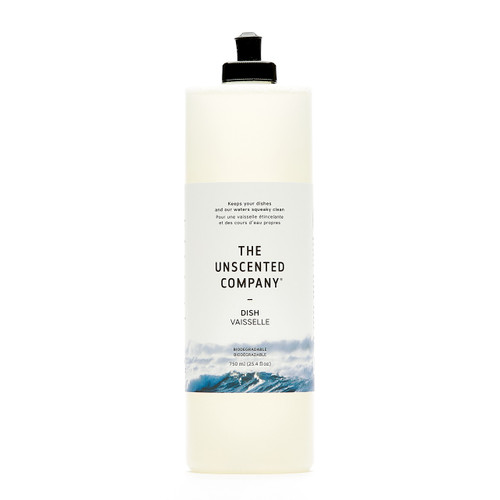 Keeps your dishes
and our waters squeaky clean
Pour une vaisselle étincelante
et des cours d'eau propres
THE
UNSCENTED
COMPANY®
–
DISH
VAISSELLE
BIODEGRADABLE
BIODÉGRADABLE
750 ml (25.4 fl oz)